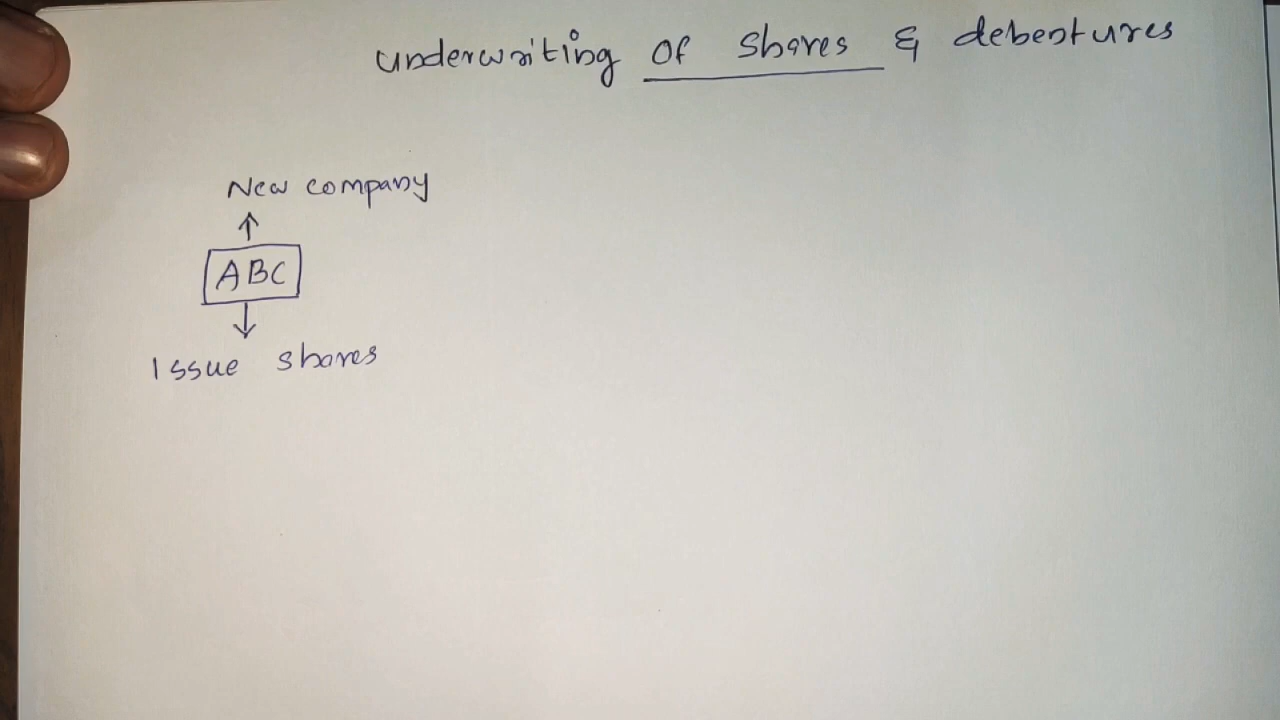 underwriting of shares & debentures
New company
↑
ABC
↓
Issue shares